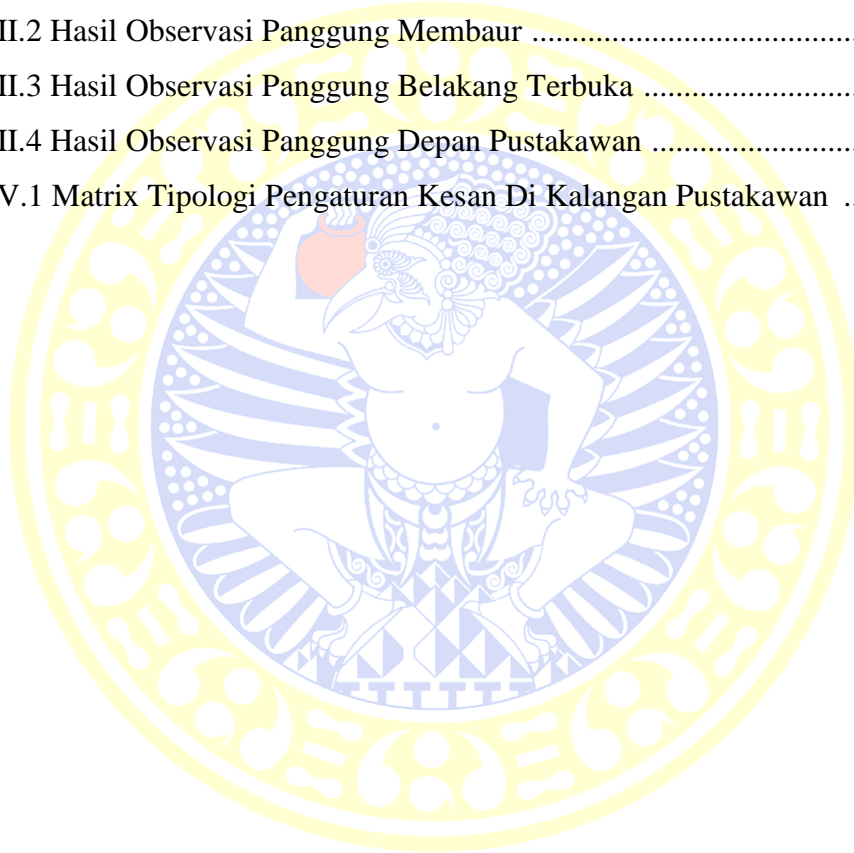 II.2 Hasil Observasi Panggung Membaur ........................................
II.3 Hasil Observasi Panggung Belakang Terbuka ..........................
II.4 Hasil Observasi Panggung Depan Pustakawan .........................
V.1 Matrix Tipologi Pengaturan Kesan Di Kalangan Pustakawan ..